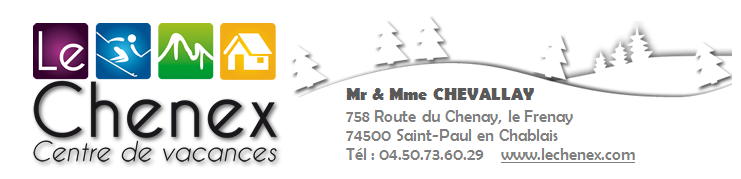 Le
Chenex
Centre de vacances
Mr & Mme CHEVALLAY
758 Route du Chenay, le Frenay
74500 Saint-Paul en Chablais
Tél : 04.50.73.60.29 www.lechenex.com